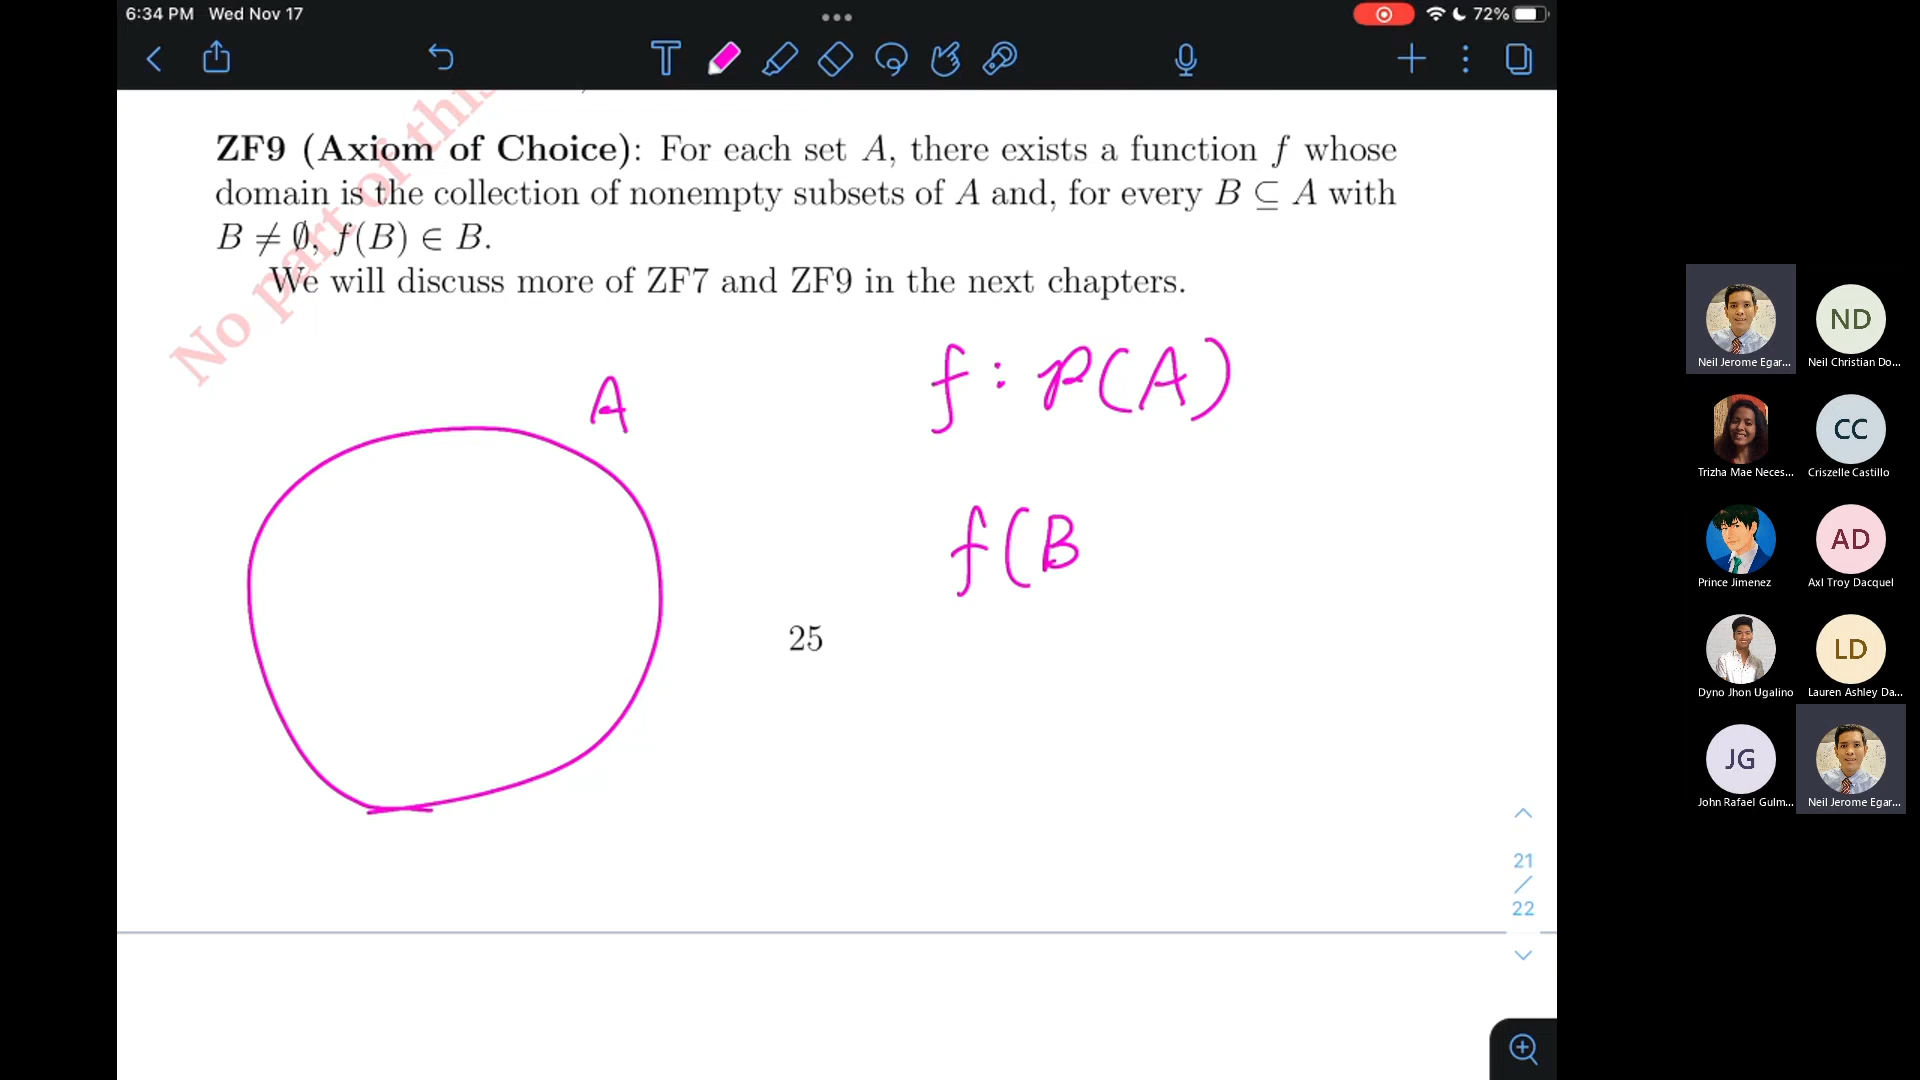 6:34 PM Wed Nov 17
72%
No part of this
ZF9 (Axiom of Choice): For each set A, there exists a function f whose
domain is the collection of nonempty subsets of A and, for every B ⊆ A with
B ≠ ∅, f(B) ∈ B.
We will discuss more of ZF7 and ZF9 in the next chapters.
A
f : P(A)
f(B
25
21
/
22
Neil Jerome Egar...
ND
Neil Christian Do...
Trizha Mae Neces...
CC
Criszelle Castillo
Prince Jimenez
AD
Axl Troy Dacquel
Dyno Jhon Ugalino
LD
Lauren Ashley Da...
JG
John Rafael Gulm...
Neil Jerome Egar...